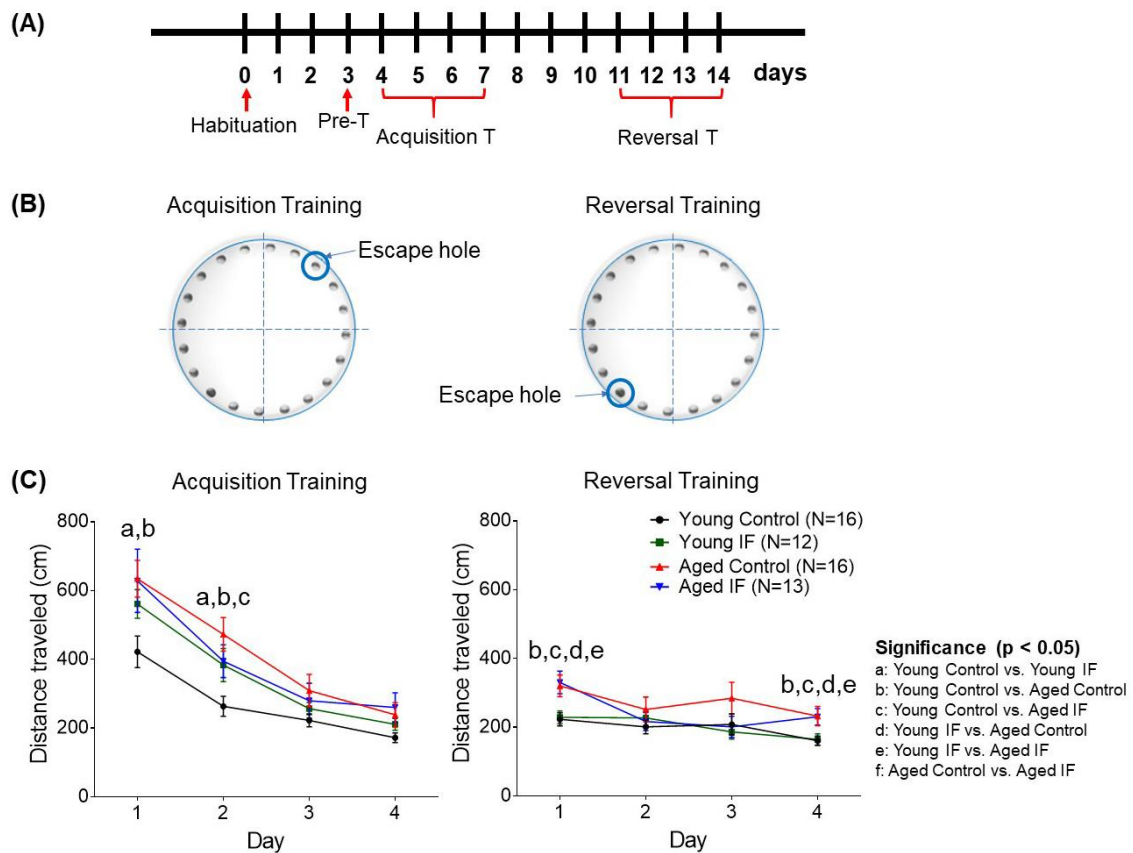 (A)
0 1 2 3 4 5 6 7 8 9 10 11 12 13 14 days
Habituation Pre-T Acquisition T Reversal T
(B)
Acquisition Training
Escape hole
Reversal Training
Escape hole
(C)
Acquisition Training
Distance traveled (cm)
800
600
400
200
0
a,b
a,b,c
1 2 3 4
Day
Reversal Training
Distance traveled (cm)
800
600
400
200
0
Young Control (N=16)
Young IF (N=12)
Aged Control (N=16)
Aged IF (N=13)
b,c,d,e
b,c,d,e
1 2 3 4
Day
Significance (p < 0.05)
a: Young Control vs. Young IF
b: Young Control vs. Aged Control
c: Young Control vs. Aged IF
d: Young IF vs. Aged Control
e: Young IF vs. Aged IF
f: Aged Control vs. Aged IF